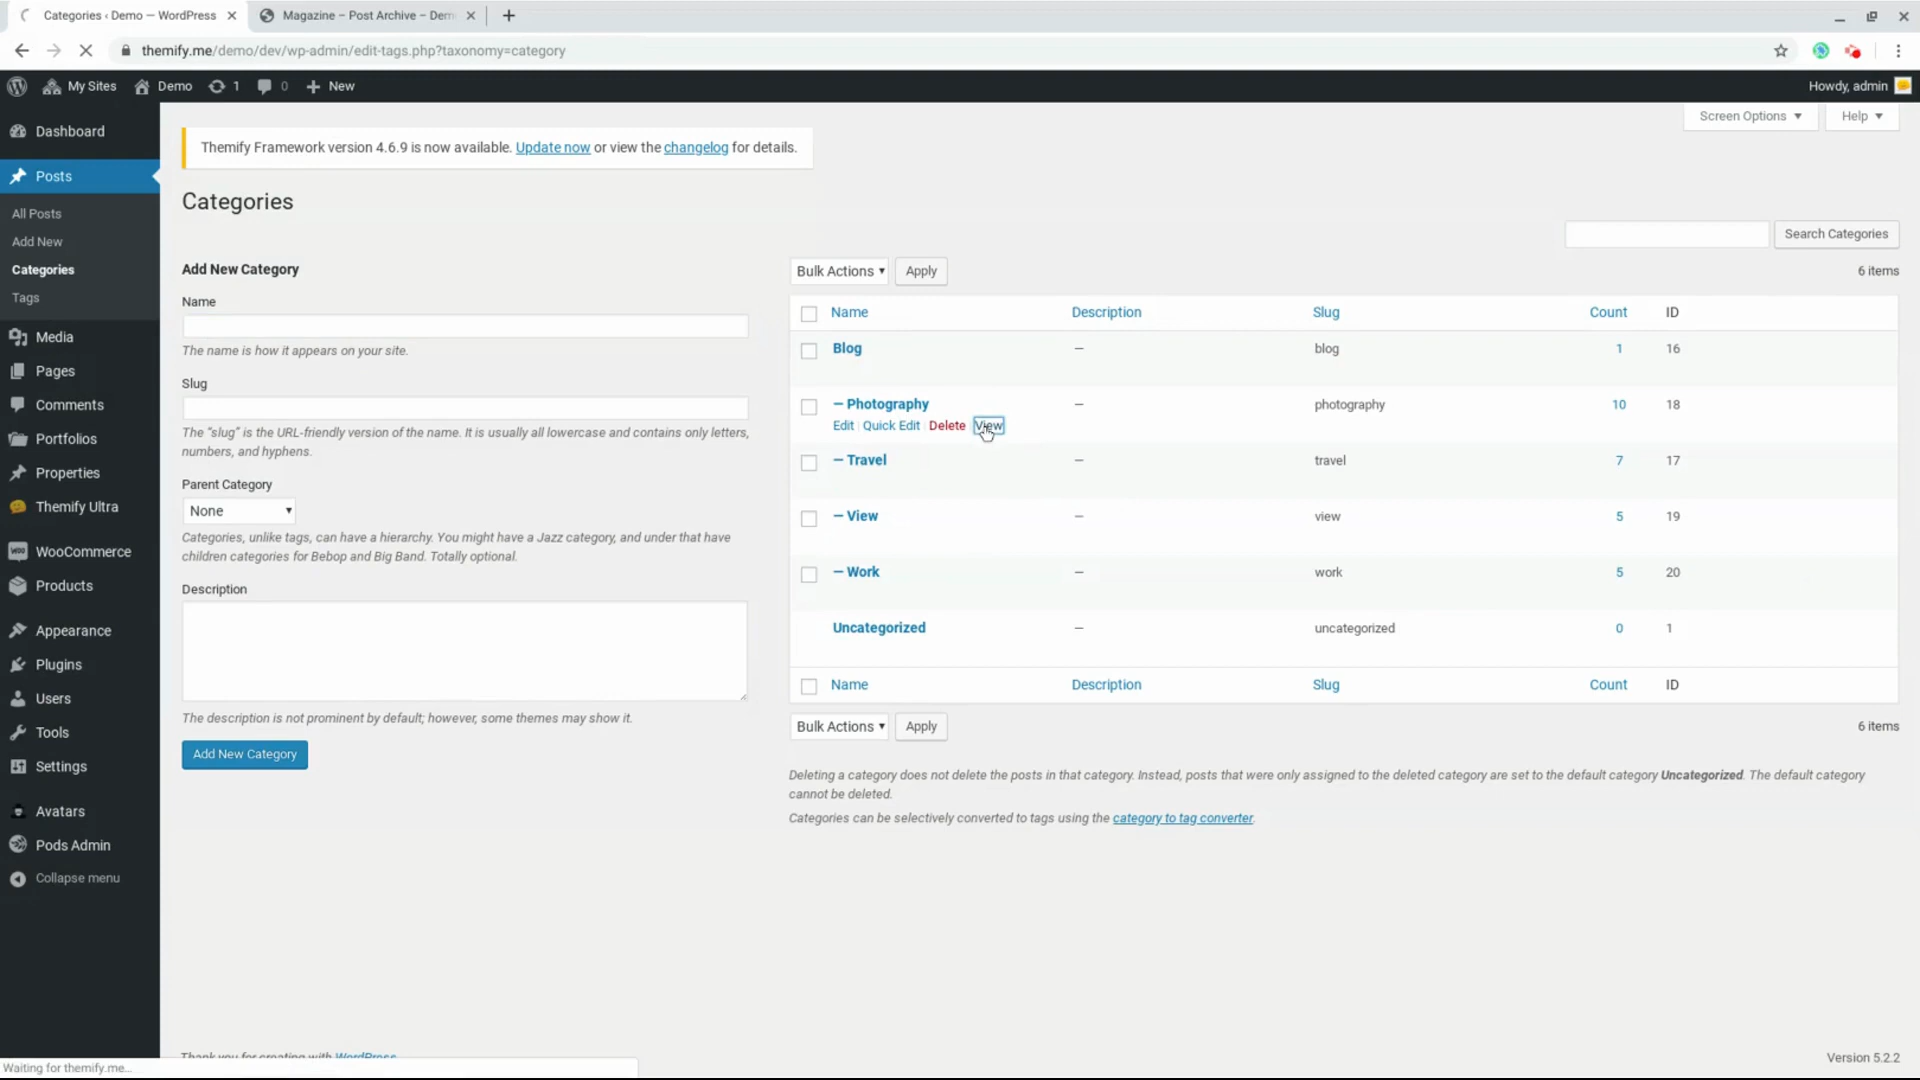 Categories ‹ Demo — WordPress
Magazine – Post Archive – Dem
themify.me/demo/dev/wp-admin/edit-tags.php?taxonomy=category
My Sites
Demo
1
0
New
Howdy, admin
Screen Options
Help
Dashboard
Posts
All Posts
Add New
Categories
Tags
Media
Pages
Comments
Portfolios
Properties
Themify Ultra
WooCommerce
Products
Appearance
Plugins
Users
Tools
Settings
Avatars
Pods Admin
Collapse menu
Themify Framework version 4.6.9 is now available. Update now or view the changelog for details.
Categories
Search Categories
Add New Category
Name
The name is how it appears on your site.
Slug
The “slug” is the URL-friendly version of the name. It is usually all lowercase and contains only letters,
numbers, and hyphens.
Parent Category
None
Categories, unlike tags, can have a hierarchy. You might have a Jazz category, and under that have
children categories for Bebop and Big Band. Totally optional.
Description
The description is not prominent by default; however, some themes may show it.
Add New Category
Bulk Actions Apply 6 items
Name Description Slug Count ID
Blog — blog 1 16
— Photography — photography 10 18
Edit | Quick Edit | Delete | View
— Travel — travel 7 17
— View — view 5 19
— Work — work 5 20
Uncategorized — uncategorized 0 1
Name Description Slug Count ID
Bulk Actions Apply 6 items
Deleting a category does not delete the posts in that category. Instead, posts that were only assigned to the deleted category are set to the default category Uncategorized. The default category
cannot be deleted.
Categories can be selectively converted to tags using the category to tag converter.
Thank you for creating with WordPress
Version 5.2.2
Waiting for themify.me...